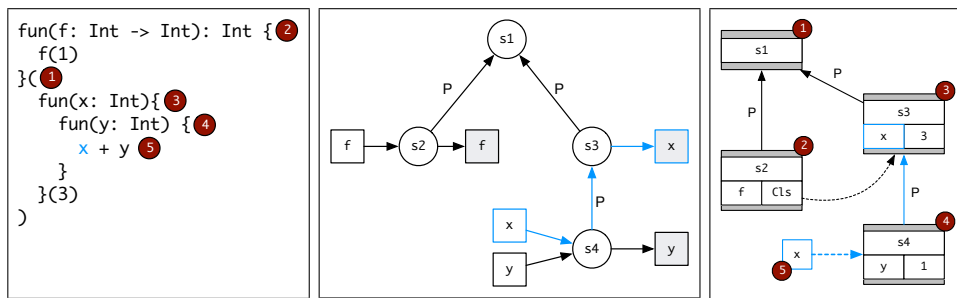 fun(f: Int -> Int): Int { 2
f(1)
}( 1
fun(x: Int){ 3
fun(y: Int) { 4
x + y 5
}
}(3)
)
s1
P
P
f
s2
f
s3
x
P
x
s4
y
y
1
s1
P
P
3
s3
x
3
2
s2
f
Cls
P
4
s4
y
1
x
5